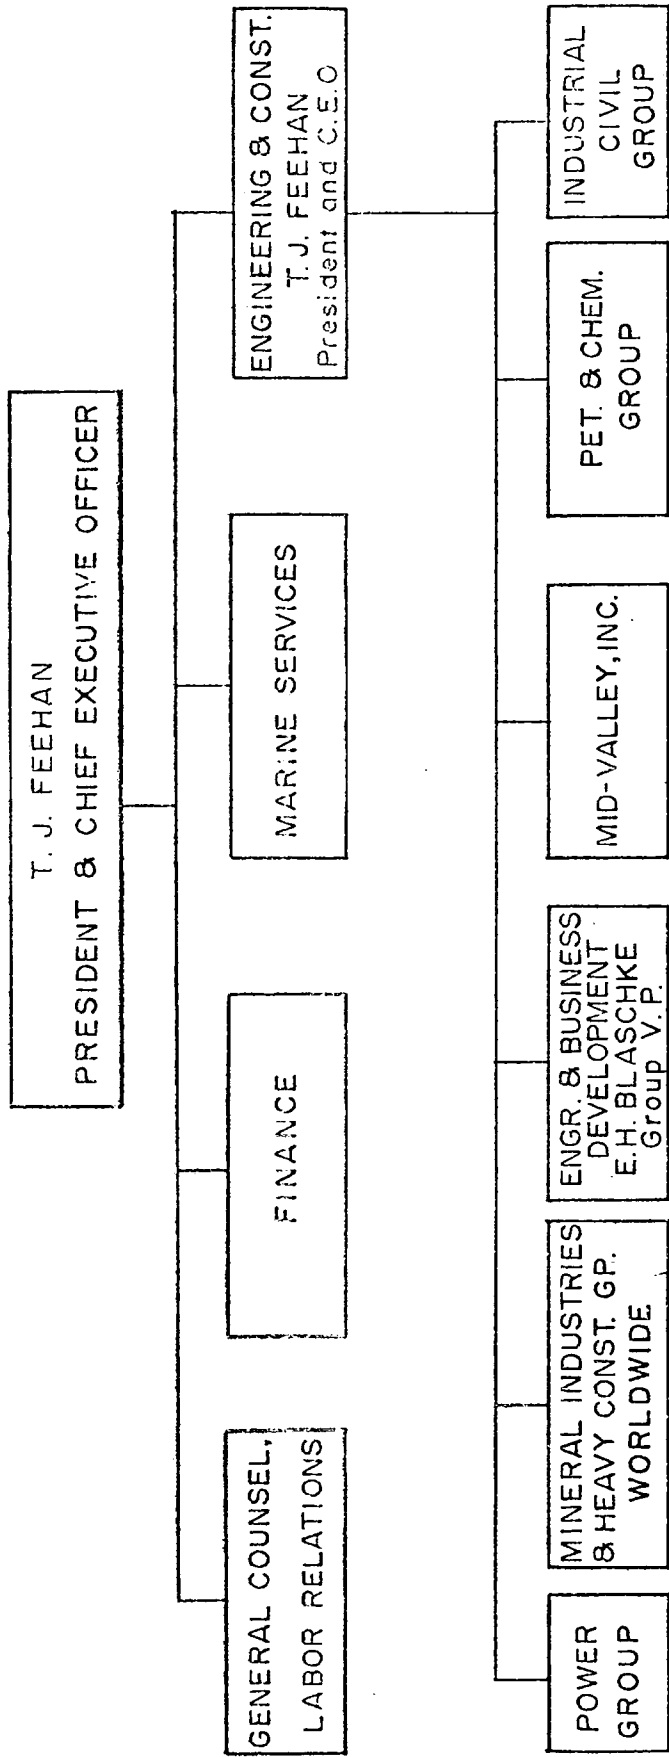 T. J. FEEHAN
PRESIDENT & CHIEF EXECUTIVE OFFICER
GENERAL COUNSEL,
LABOR RELATIONS
FINANCE
MARINE SERVICES
ENGINEERING & CONST.
T. J. FEEHAN
President and C.E.O
POWER
GROUP
MINERAL INDUSTRIES
& HEAVY CONST. GP.
WORLDWIDE
ENGR. & BUSINESS
DEVELOPMENT
E.H. BLASCHKE
Group V.P.
MID-VALLEY, INC.
PET. & CHEM.
GROUP
INDUSTRIAL
CIVIL
GROUP